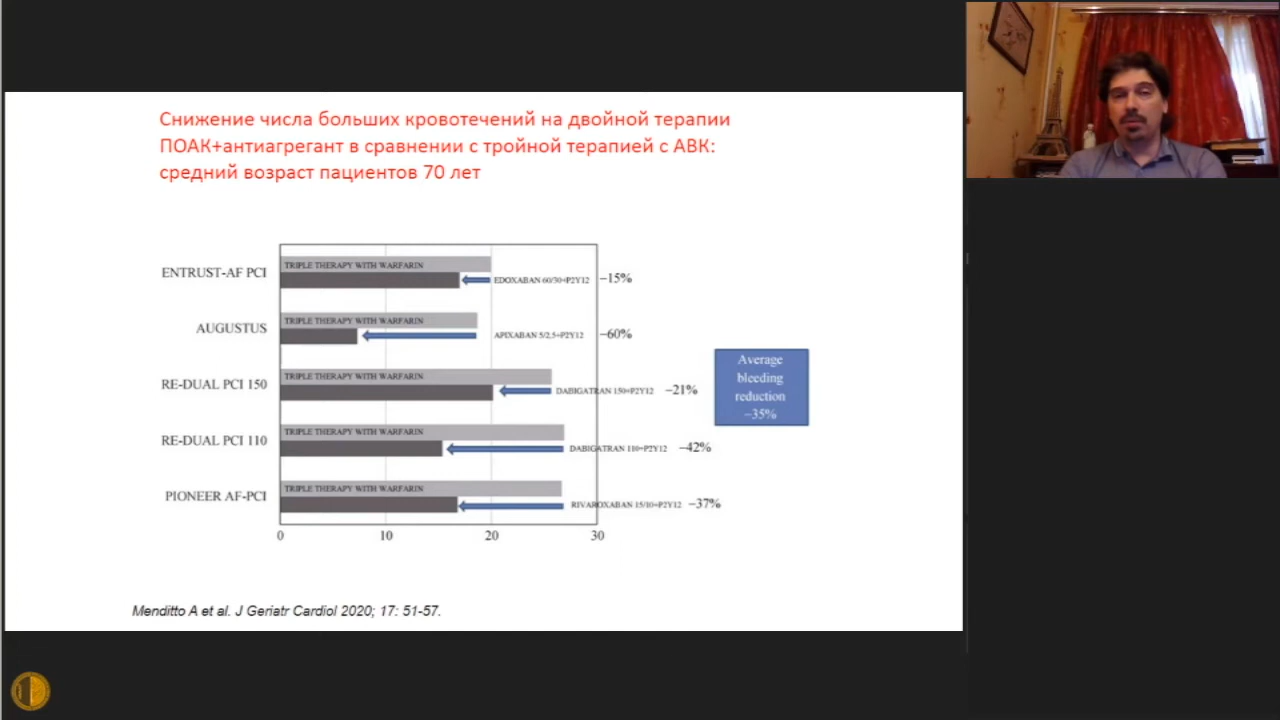 Снижение числа больших кровотечений на двойной терапии
ПОАК+антиагрегант в сравнении с тройной терапией с АВК:
средний возраст пациентов 70 лет
ENTRUST-AF PCI
TRIPLE THERAPY WITH WARFARIN
EDOXABAN 60/30+P2Y12
−15%
AUGUSTUS
TRIPLE THERAPY WITH WARFARIN
APIXABAN 5/2,5+P2Y12
−60%
RE-DUAL PCI 150
TRIPLE THERAPY WITH WARFARIN
DABIGATRAN 150+P2Y12
−21%
RE-DUAL PCI 110
TRIPLE THERAPY WITH WARFARIN
DABIGATRAN 110+P2Y12
−42%
PIONEER AF-PCI
TRIPLE THERAPY WITH WARFARIN
RIVAROXABAN 15/10+P2Y12
−37%
0 10 20 30
Average
bleeding
reduction
−35%
Menditto A et al. J Geriatr Cardiol 2020; 17: 51-57.